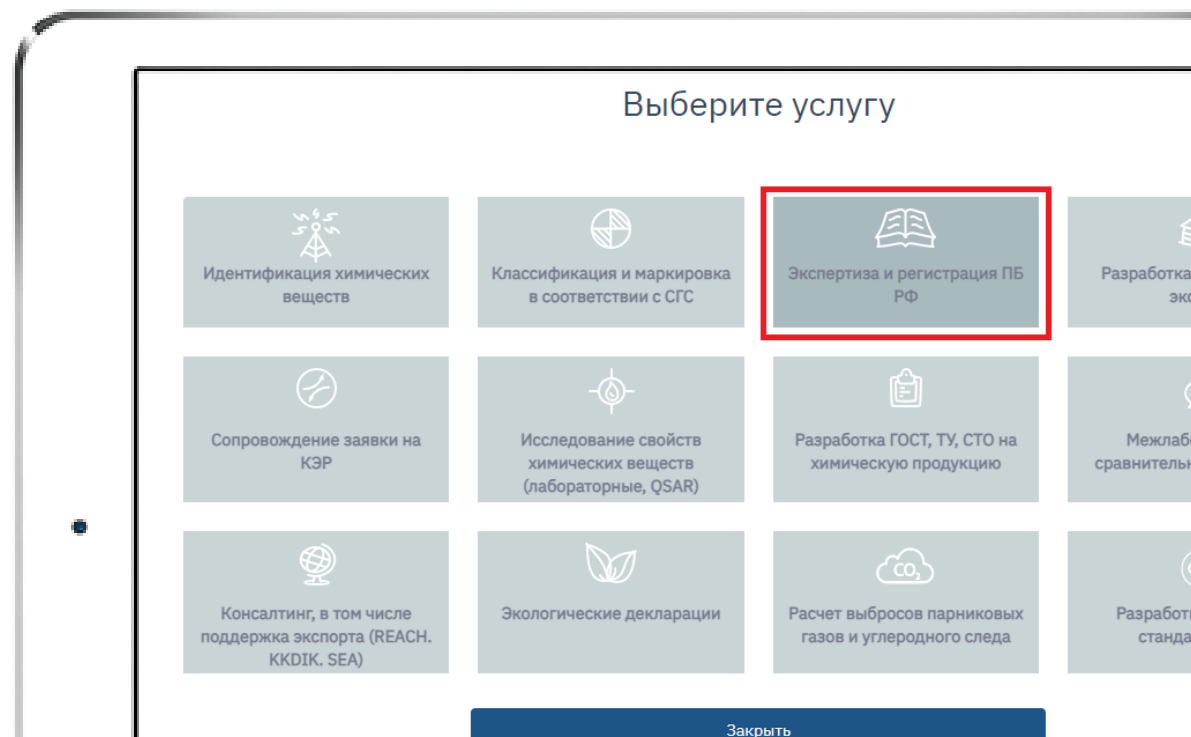 Выберите услугу
Идентификация химических
веществ
Классификация и маркировка
в соответствии с СГС
Экспертиза и регистрация ПБ
РФ
Разработка
Сопровождение заявки на
КЭР
Исследование свойств
химических веществ
(лабораторные, QSAR)
Разработка ГОСТ, ТУ, СТО на
химическую продукцию
Консалтинг, в том числе
поддержка экспорта (REACH.
KKDIK. SEA)
Экологические декларации
CO₂
Расчет выбросов парниковых
газов и углеродного следа
Закрыть